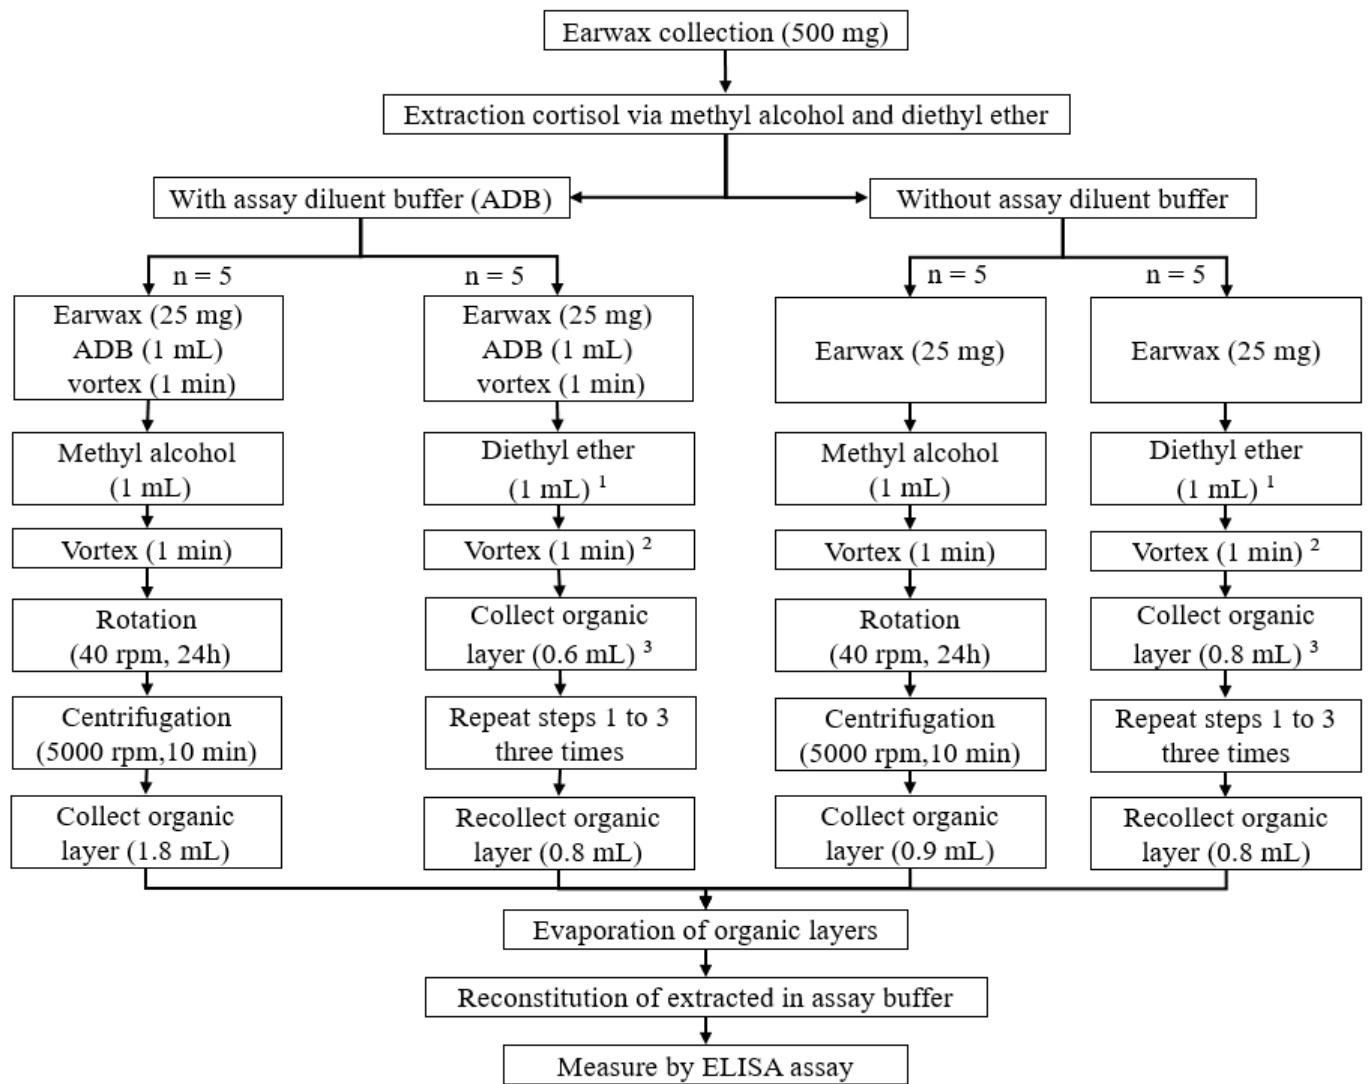 Earwax collection (500 mg)
Extraction cortisol via methyl alcohol and diethyl ether
With assay diluent buffer (ADB)
Without assay diluent buffer
n = 5
n = 5
n = 5
n = 5
Earwax (25 mg)
ADB (1 mL)
vortex (1 min)
Methyl alcohol
(1 mL)
Vortex (1 min)
Rotation
(40 rpm, 24h)
Centrifugation
(5000 rpm,10 min)
Collect organic
layer (1.8 mL)
Earwax (25 mg)
ADB (1 mL)
vortex (1 min)
Diethyl ether
(1 mL) ¹
Vortex (1 min) ²
Collect organic
layer (0.6 mL) ³
Repeat steps 1 to 3
three times
Recollect organic
layer (0.8 mL)
Earwax (25 mg)
Methyl alcohol
(1 mL)
Vortex (1 min)
Rotation
(40 rpm, 24h)
Centrifugation
(5000 rpm,10 min)
Collect organic
layer (0.9 mL)
Earwax (25 mg)
Diethyl ether
(1 mL) ¹
Vortex (1 min) ²
Collect organic
layer (0.8 mL) ³
Repeat steps 1 to 3
three times
Recollect organic
layer (0.8 mL)
Evaporation of organic layers
Reconstitution of extracted in assay buffer
Measure by ELISA assay